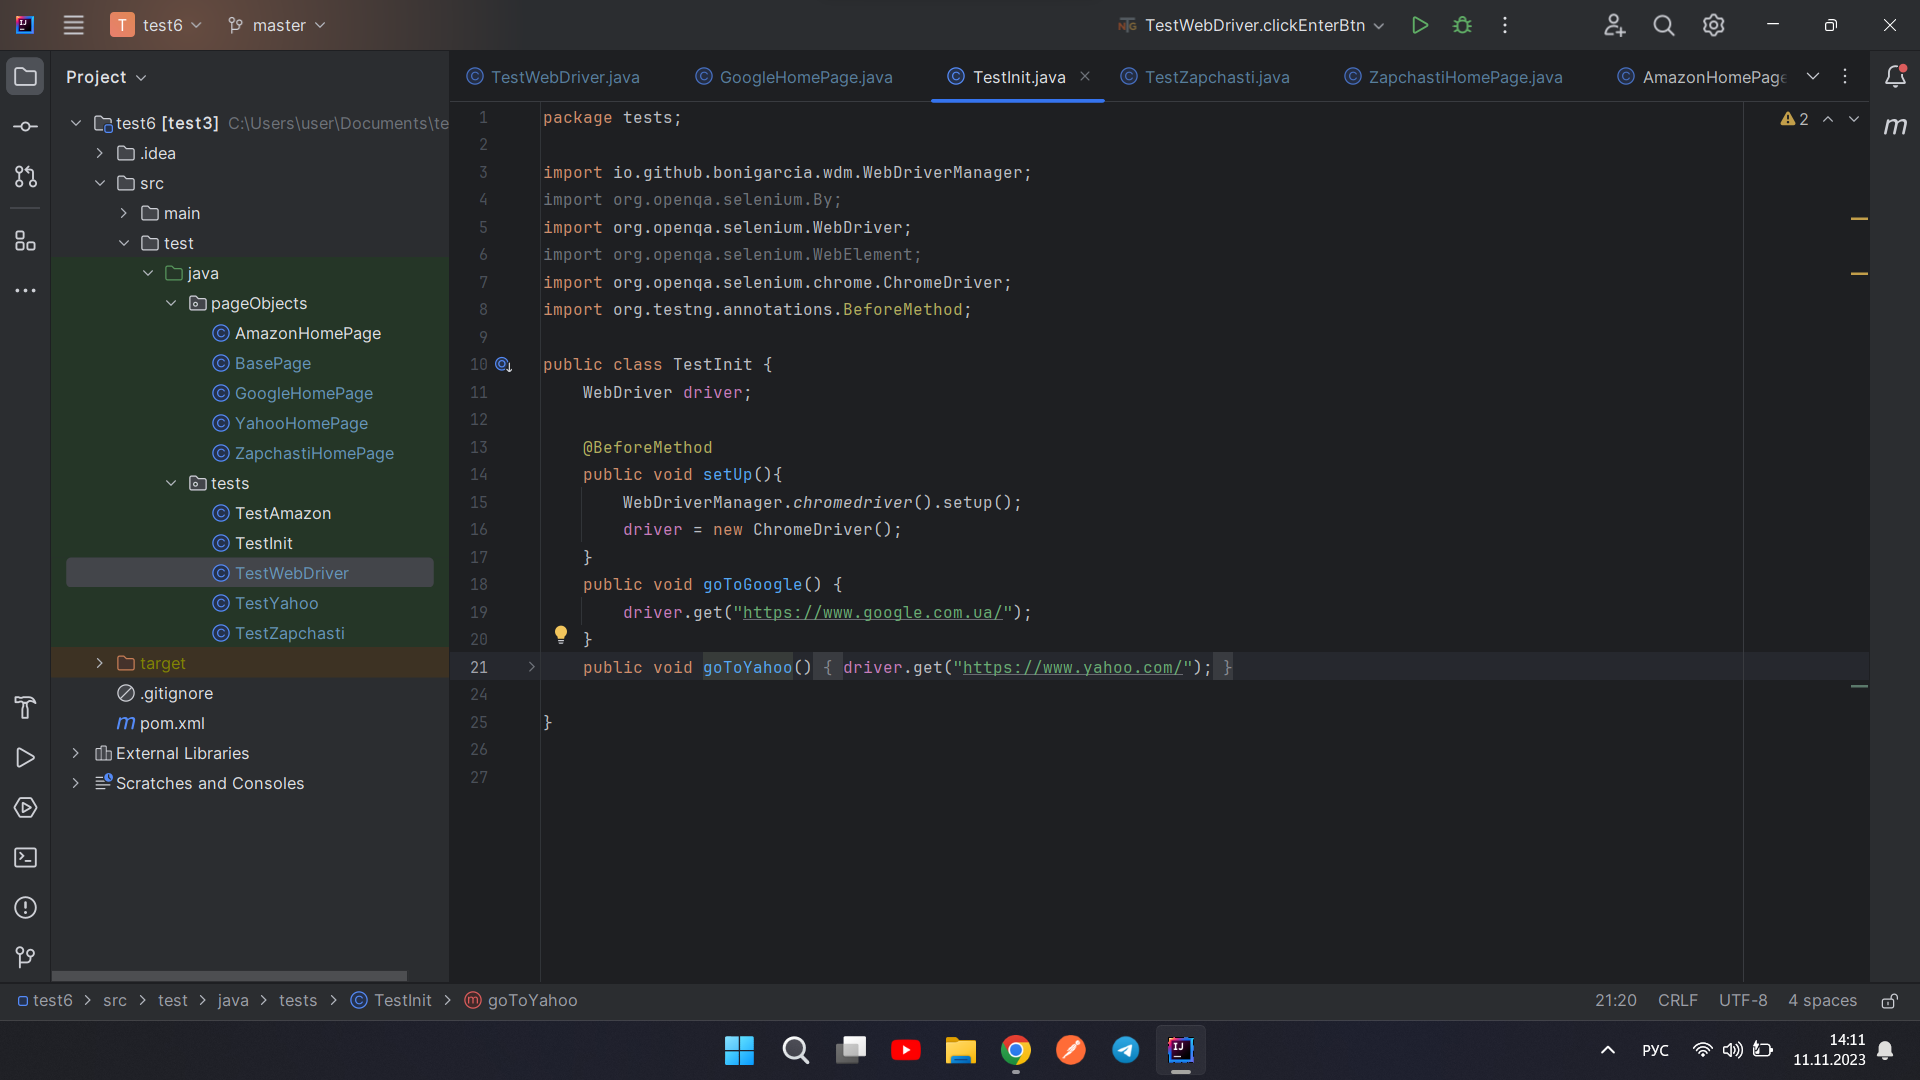 T test6 master TestWebDriver.clickEnterBtn
Project
TestWebDriver.java GoogleHomePage.java TestInit.java TestZapchasti.java ZapchastiHomePage.java AmazonHomePage
test6 [test3] C:\Users\user\Documents\te
.idea
src
main
test
java
pageObjects
AmazonHomePage
BasePage
GoogleHomePage
YahooHomePage
ZapchastiHomePage
tests
TestAmazon
TestInit
TestWebDriver
TestYahoo
TestZapchasti
target
.gitignore
pom.xml
External Libraries
Scratches and Consoles
2
1 package tests;
2
3 import io.github.bonigarcia.wdm.WebDriverManager;
4 import org.openqa.selenium.By;
5 import org.openqa.selenium.WebDriver;
6 import org.openqa.selenium.WebElement;
7 import org.openqa.selenium.chrome.ChromeDriver;
8 import org.testng.annotations.BeforeMethod;
9
10 public class TestInit {
11 WebDriver driver;
12
13 @BeforeMethod
14 public void setUp(){
15 WebDriverManager.chromedriver().setup();
16 driver = new ChromeDriver();
17 }
18 public void goToGoogle() {
19 driver.get("https://www.google.com.ua/");
20 }
21 public void goToYahoo() { driver.get("https://www.yahoo.com/"); }
24
25 }
26
27
test6 > src > test > java > tests > TestInit > goToYahoo 21:20 CRLF UTF-8 4 spaces
РУС 14:11
11.11.2023